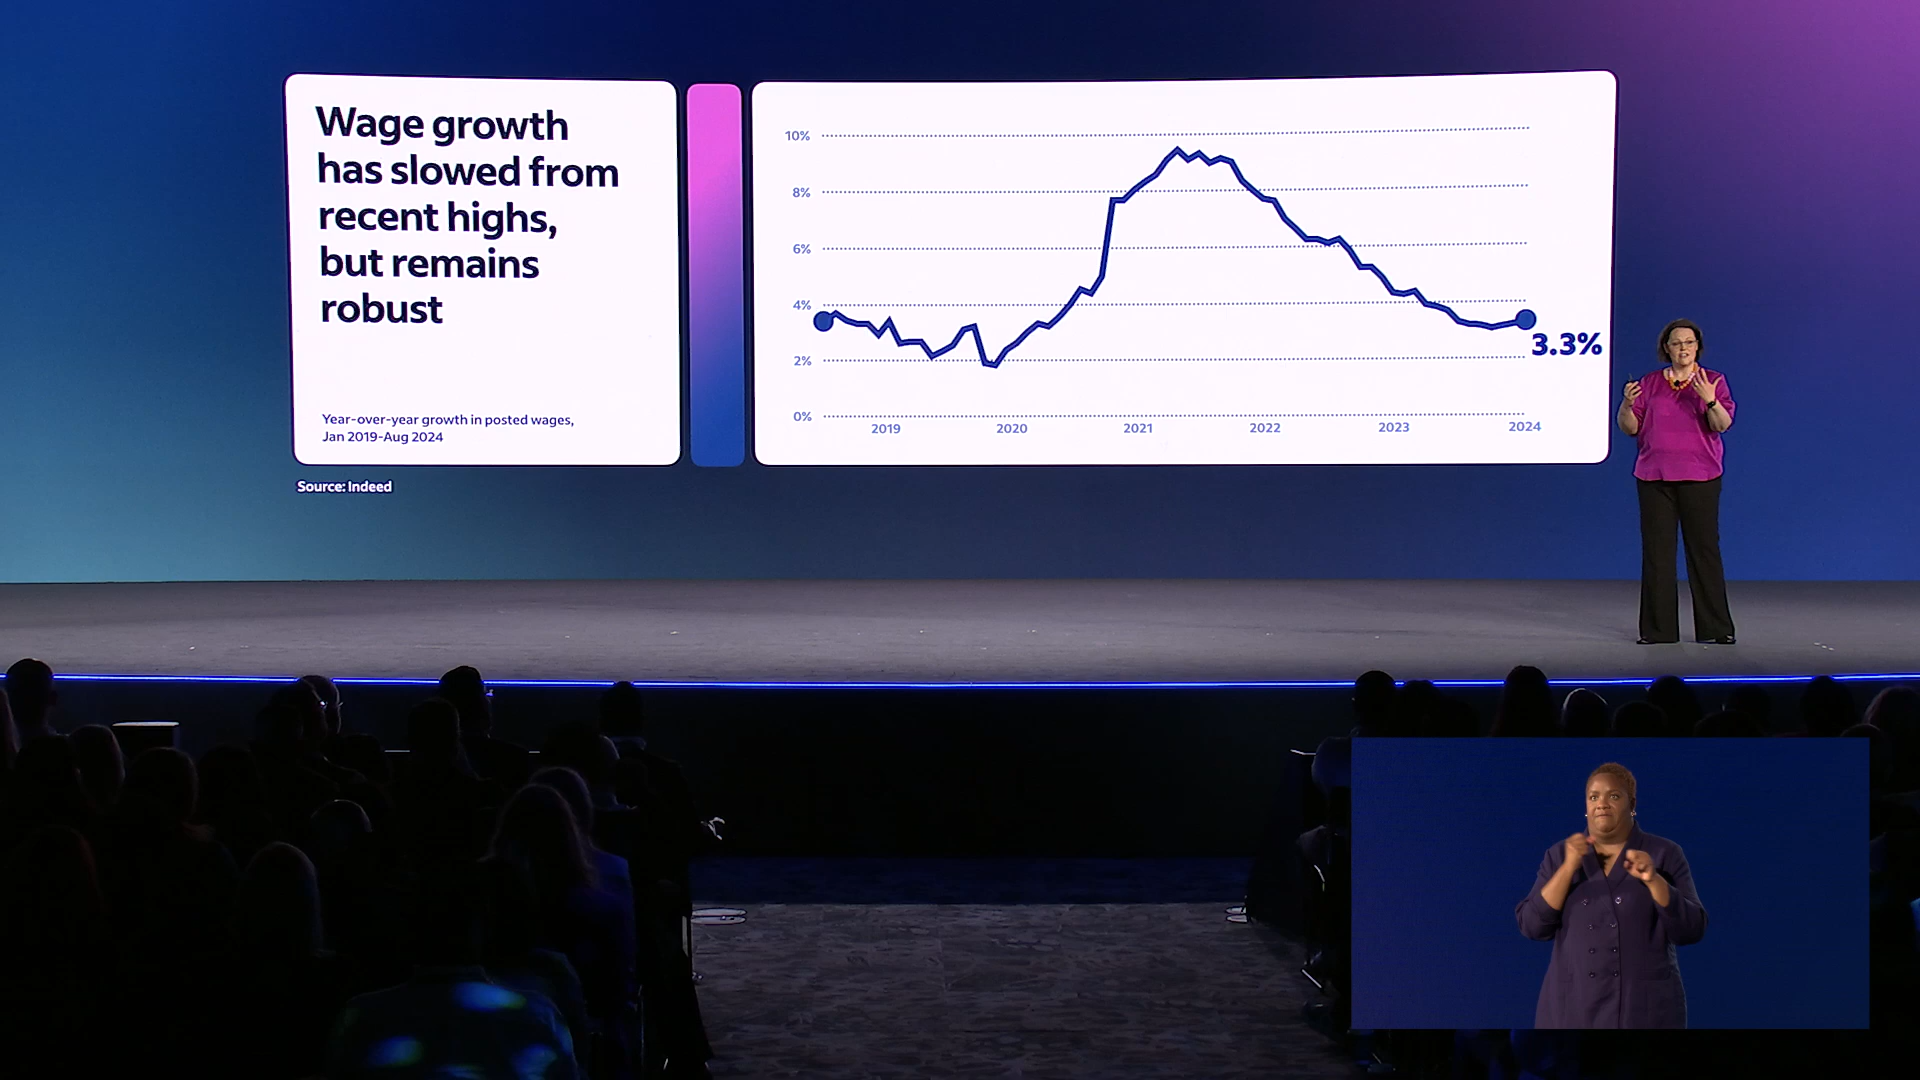 Wage growth
has slowed from
recent highs,
but remains
robust
Year-over-year growth in posted wages,
Jan 2019-Aug 2024
Source: Indeed
10%
8%
6%
4%
2%
0%
3.3%
2019
2020
2021
2022
2023
2024